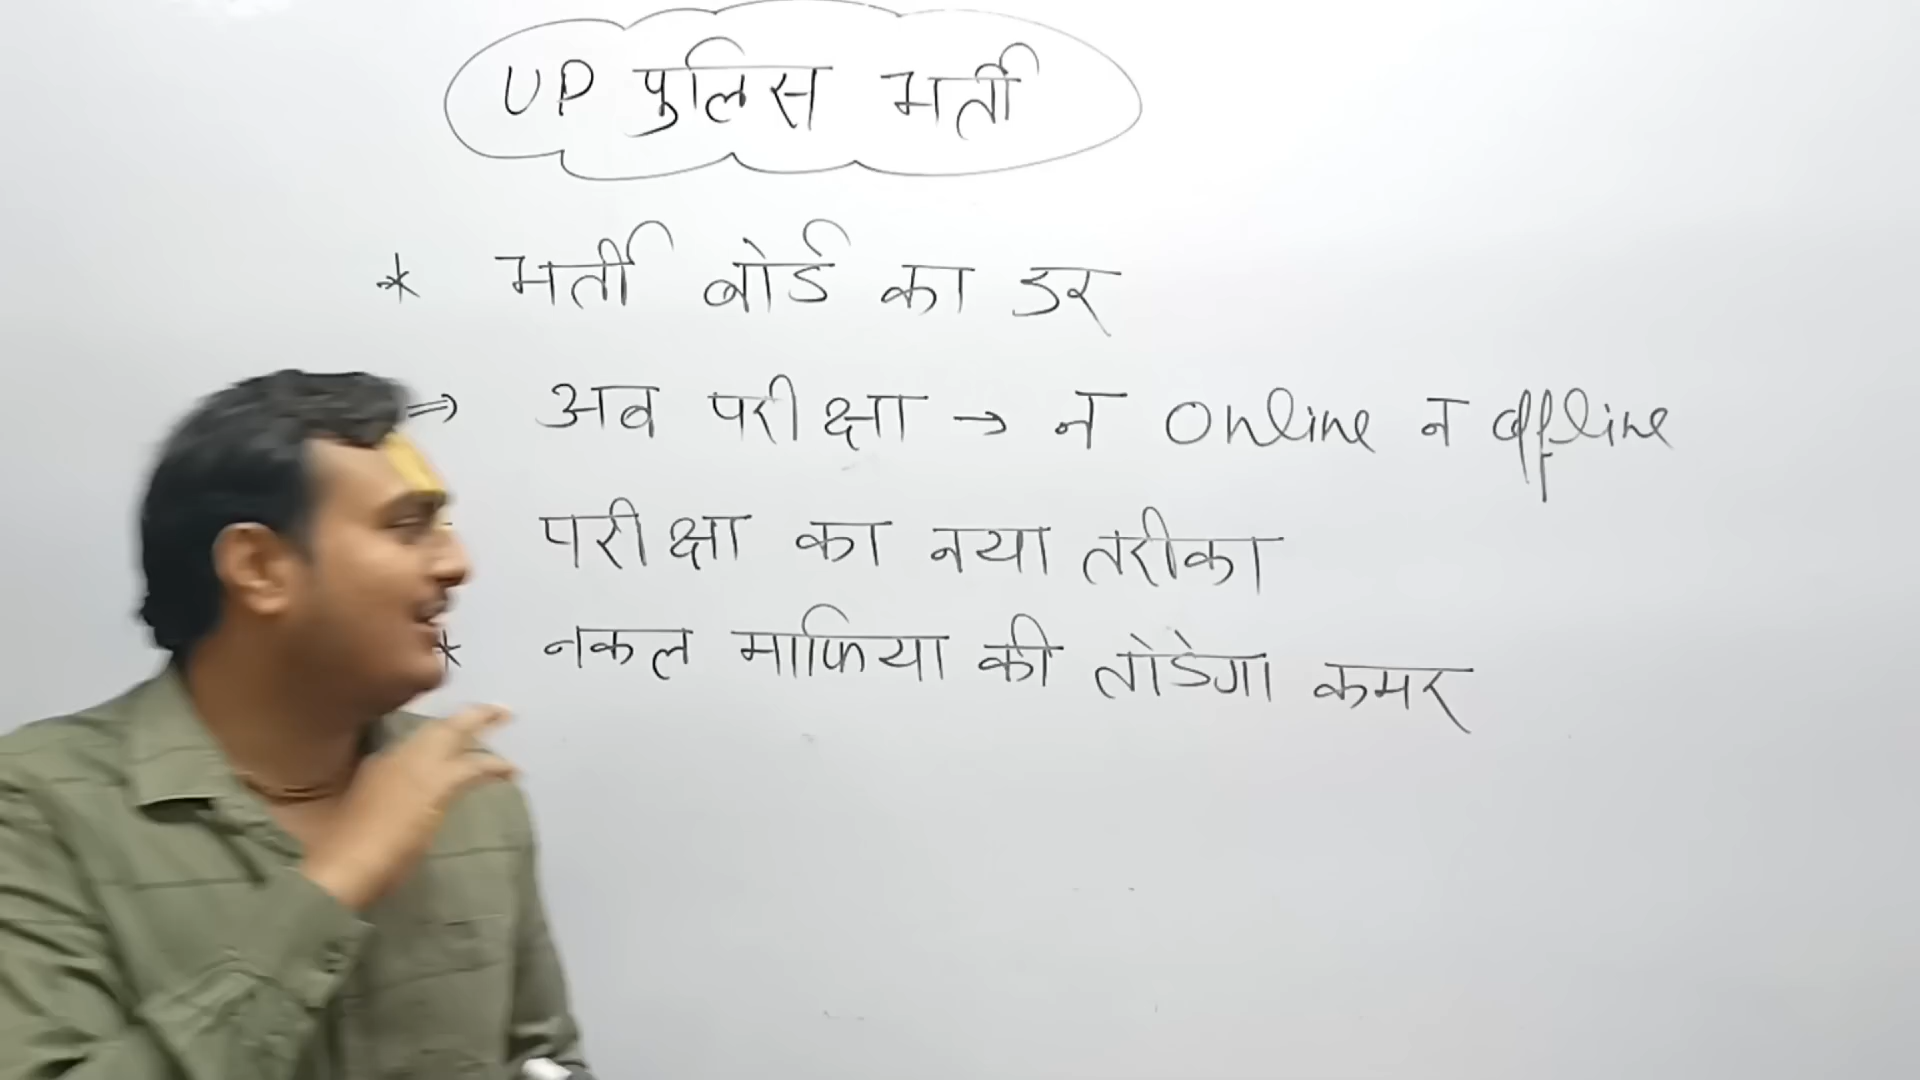 UP पुलिस भर्ती
* भर्ती बोर्ड का डर
⇒ अब परीक्षा → न Online न offline
परीक्षा का नया तरीका
* नकल माफिया की तोडेगा कमर